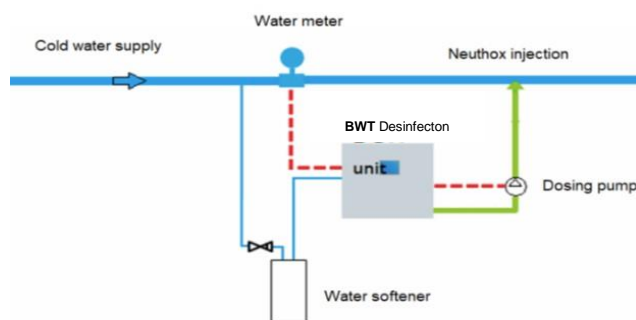 Water meter
Cold water supply
Neuthox injection
BWT Desinfecton
unit
Dosing pump
Water softener